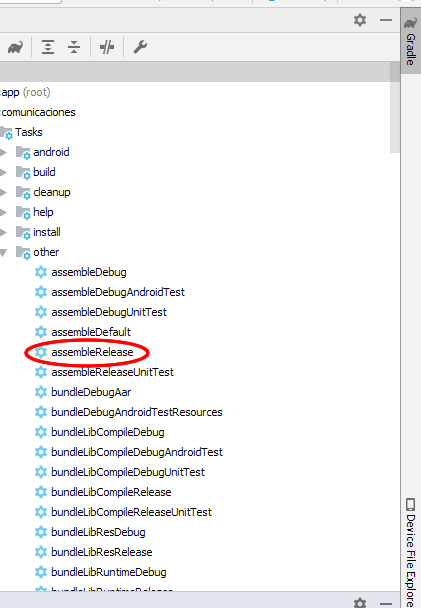 Gradle
:app (root)
:comunicaciones
Tasks
android
build
cleanup
help
install
other
assembleDebug
assembleDebugAndroidTest
assembleDebugUnitTest
assembleDefault
assembleRelease
assembleReleaseUnitTest
bundleDebugAar
bundleDebugAndroidTestResources
bundleLibCompileDebug
bundleLibCompileDebugAndroidTest
bundleLibCompileDebugUnitTest
bundleLibCompileRelease
bundleLibCompileReleaseUnitTest
bundleLibResDebug
bundleLibResRelease
bundleLibRuntimeDebug
bundleLibRuntimeRelease
Device File Explore